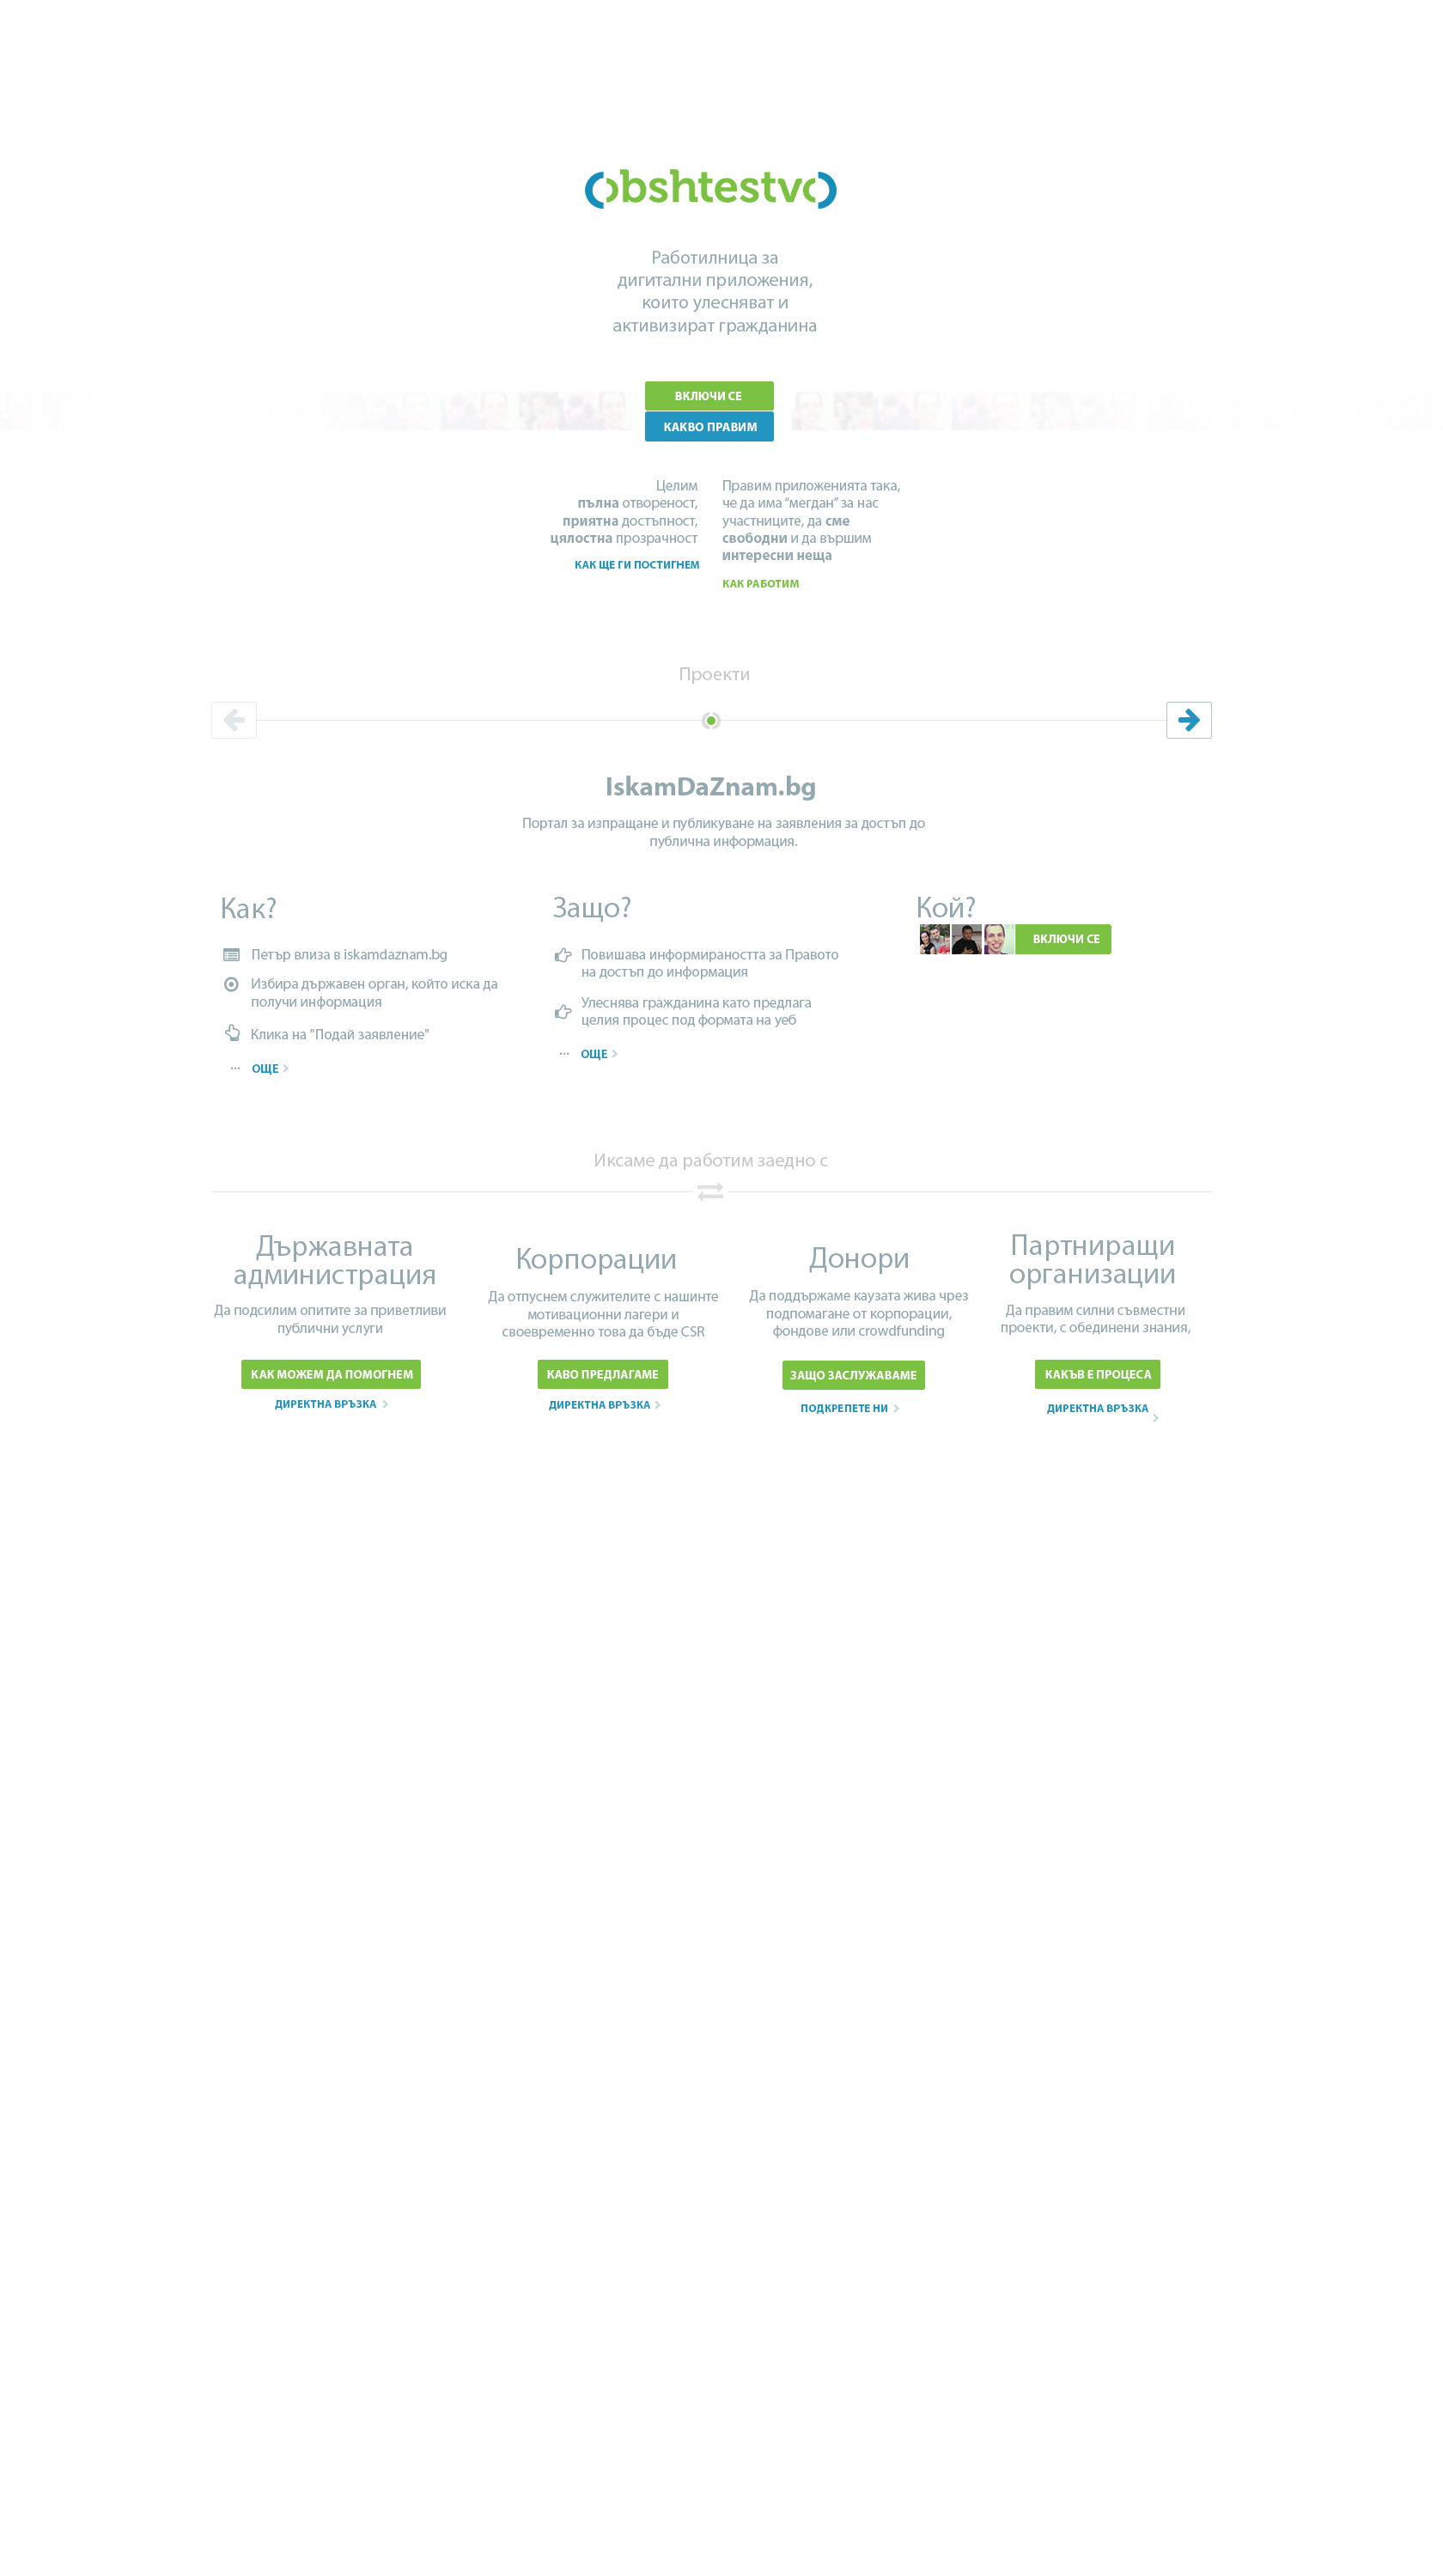 obshtestvo
Работилница за
дигитални приложения,
които улесняват и
активизират гражданина
ВКЛЮЧИ СЕ
КАКВО ПРАВИМ
Целим
пълна отвореност,
приятна достъпност,
цялостна прозрачност
КАК ЩЕ ГИ ПОСТИГНЕМ
Правим приложенията така,
че да има “мегдан” за нас
участниците, да сме
свободни и да вършим
интересни неща
КАК РАБОТИМ
Проекти
IskamDaZnam.bg
Портал за изпращане и публикуване на заявления за достъп до
публична информация.
Как?
Петър влиза в iskamdaznam.bg
Избира държавен орган, който иска да
получи информация
Клика на "Подай заявление"
... ОЩЕ
Защо?
Повишава информираността за Правото
на достъп до информация
Улеснява гражданина като предлага
целия процес под формата на уеб
... ОЩЕ
Кой?
ВКЛЮЧИ СЕ
Иксаме да работим заедно с
Държавната
администрация
Да подсилим опитите за приветливи
публични услуги
КАК МОЖЕМ ДА ПОМОГНЕМ
ДИРЕКТНА ВРЪЗКА
Корпорации
Да отпуснем служителите с нашинте
мотивационни лагери и
своевременно това да бъде CSR
КАВО ПРЕДЛАГАМЕ
ДИРЕКТНА ВРЪЗКА
Донори
Да поддържаме каузата жива чрез
подпомагане от корпорации,
фондове или crowdfunding
ЗАЩО ЗАСЛУЖАВАМЕ
ПОДКРЕПЕТЕ НИ
Партниращи
организации
Да правим силни съвместни
проекти, с обединени знания,
КАКЪВ Е ПРОЦЕСА
ДИРЕКТНА ВРЪЗКА